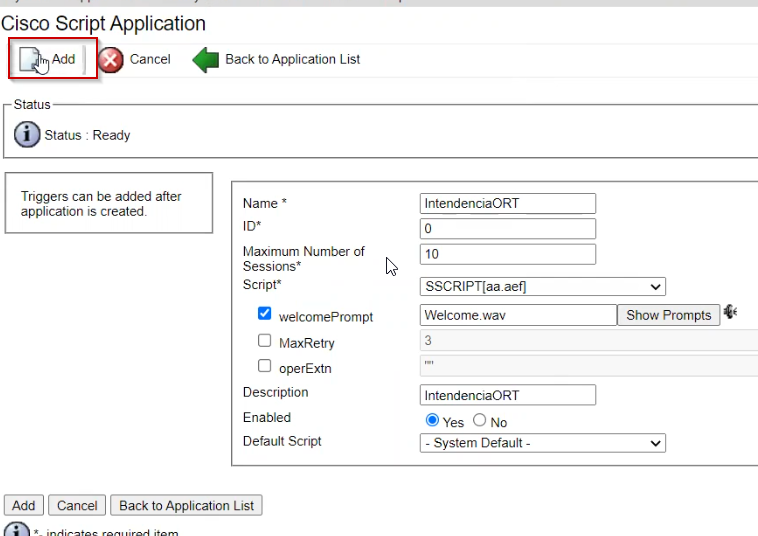 Cisco Script Application
Add Cancel Back to Application List
Status
Status : Ready
Triggers can be added after
application is created.
Name * IntendenciaORT
ID* 0
Maximum Number of
Sessions* 10
Script* SSCRIPT[aa.aef]
welcomePrompt Welcome.wav Show Prompts
MaxRetry 3
operExtn ""
Description IntendenciaORT
Enabled Yes No
Default Script - System Default -
Add Cancel Back to Application List
*- indicates required item